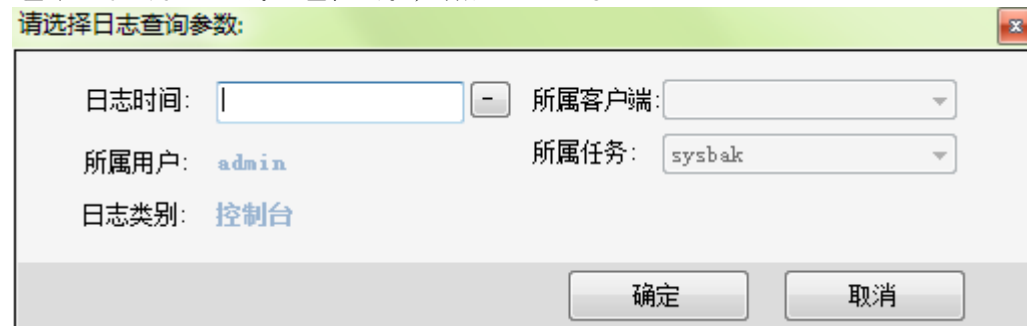 请选择日志查询参数:
日志时间: - 所属客户端:
所属用户: admin 所属任务: sysbak
日志类别: 控制台
确定 取消